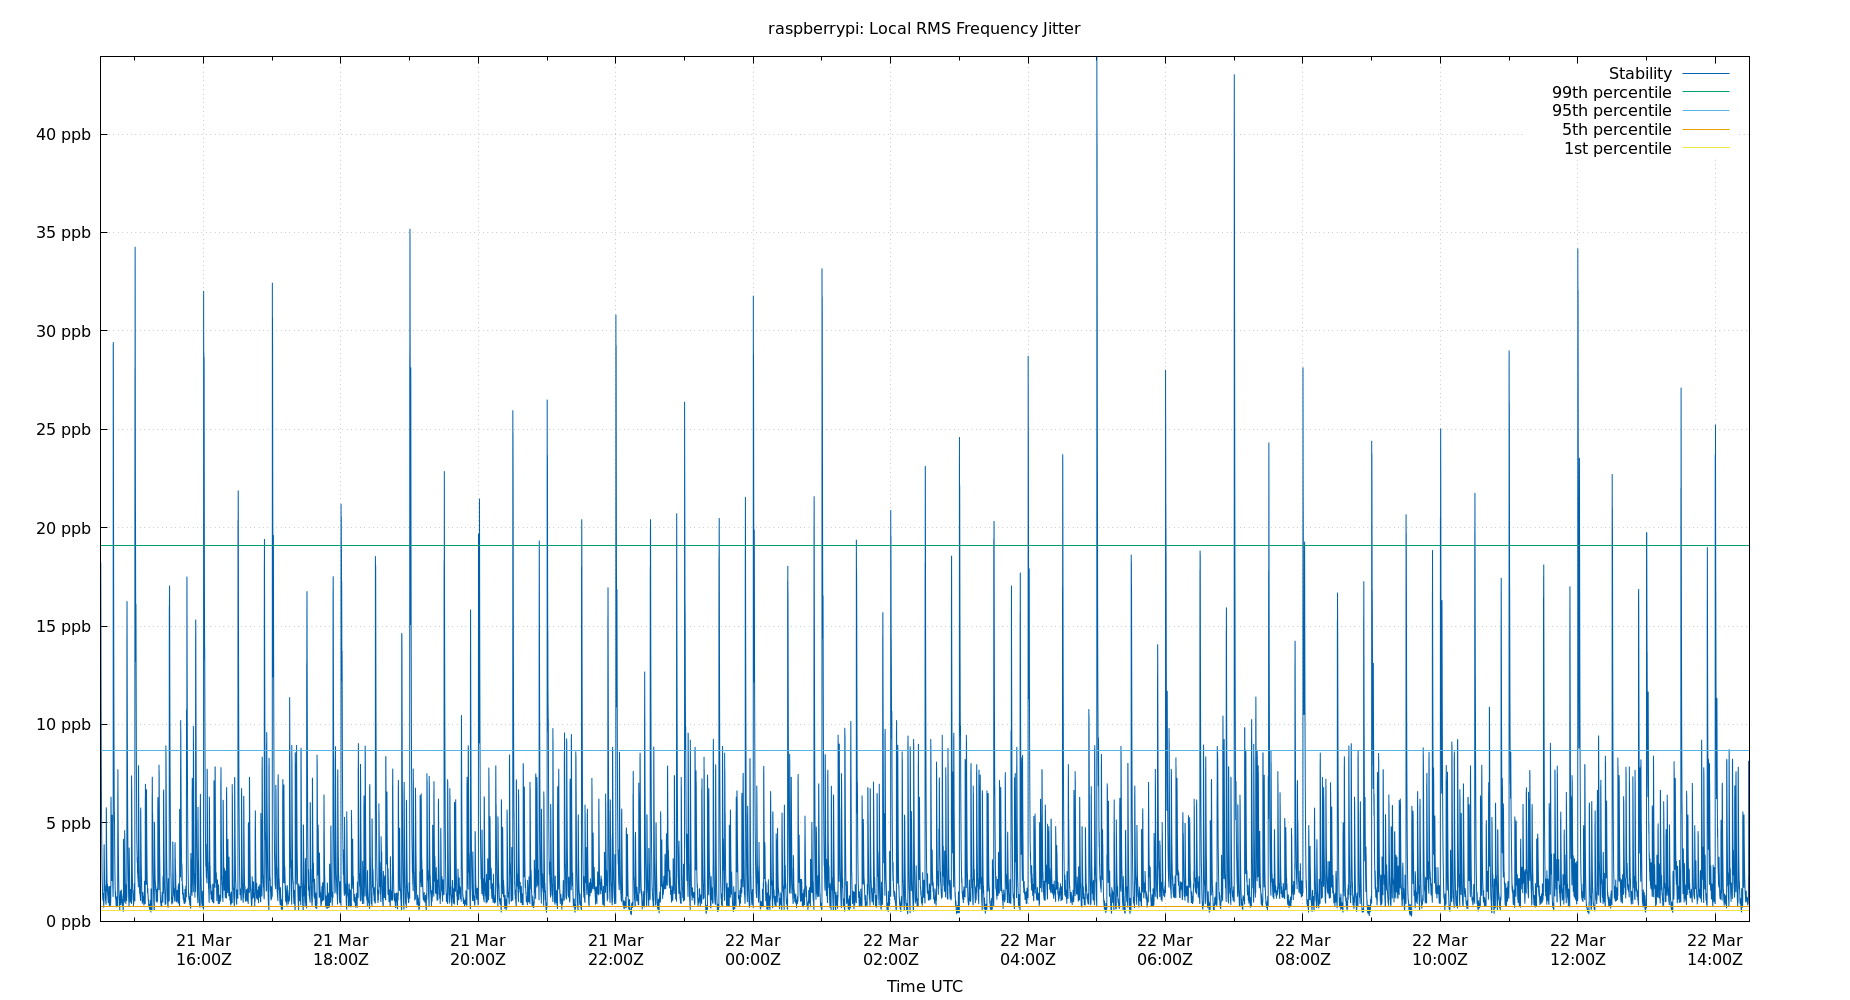 raspberrypi: Local RMS Frequency Jitter
Stability
99th percentile
95th percentile
5th percentile
1st percentile
40 ppb
35 ppb
30 ppb
25 ppb
20 ppb
15 ppb
10 ppb
5 ppb
0 ppb
21 Mar 21 Mar 21 Mar 21 Mar 22 Mar 22 Mar 22 Mar 22 Mar 22 Mar 22 Mar 22 Mar 22 Mar
16:00Z 18:00Z 20:00Z 22:00Z 00:00Z 02:00Z 04:00Z 06:00Z 08:00Z 10:00Z 12:00Z 14:00Z
Time UTC